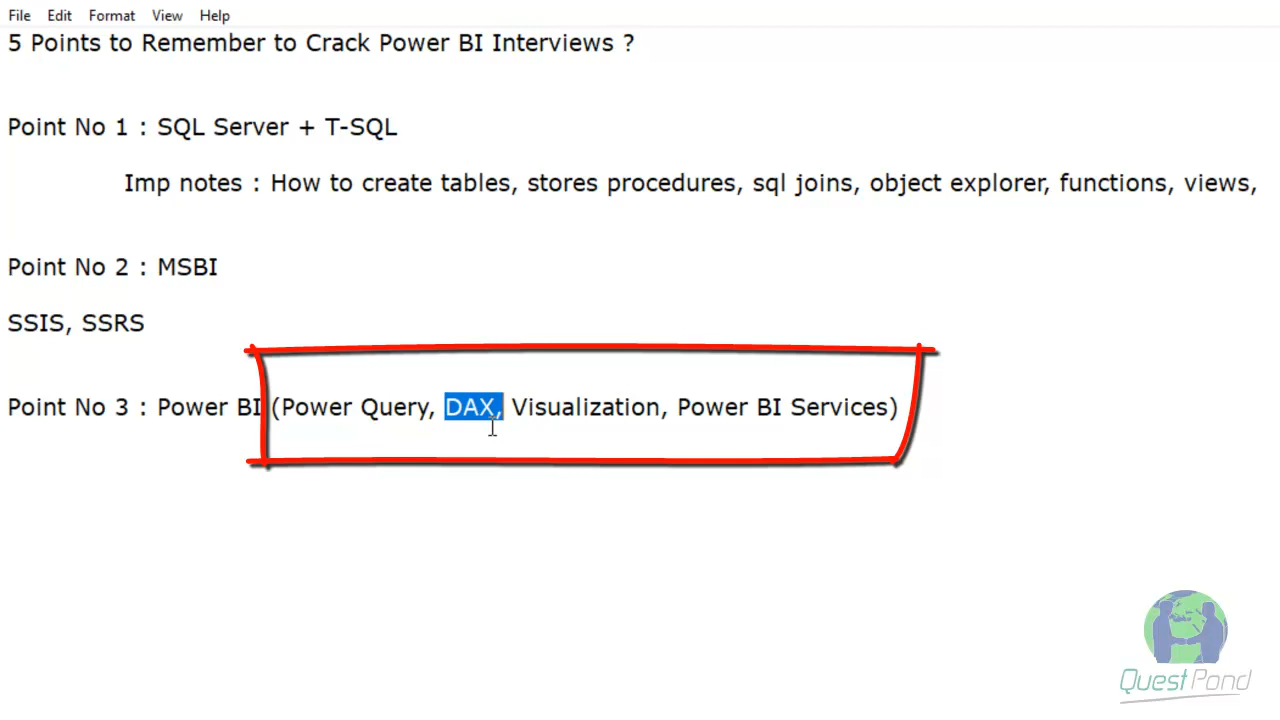 File Edit Format View Help
5 Points to Remember to Crack Power BI Interviews ?
Point No 1 : SQL Server + T-SQL
Imp notes : How to create tables, stores procedures, sql joins, object explorer, functions, views,
Point No 2 : MSBI
SSIS, SSRS
Point No 3 : Power BI (Power Query, DAX, Visualization, Power BI Services)
QuestPond